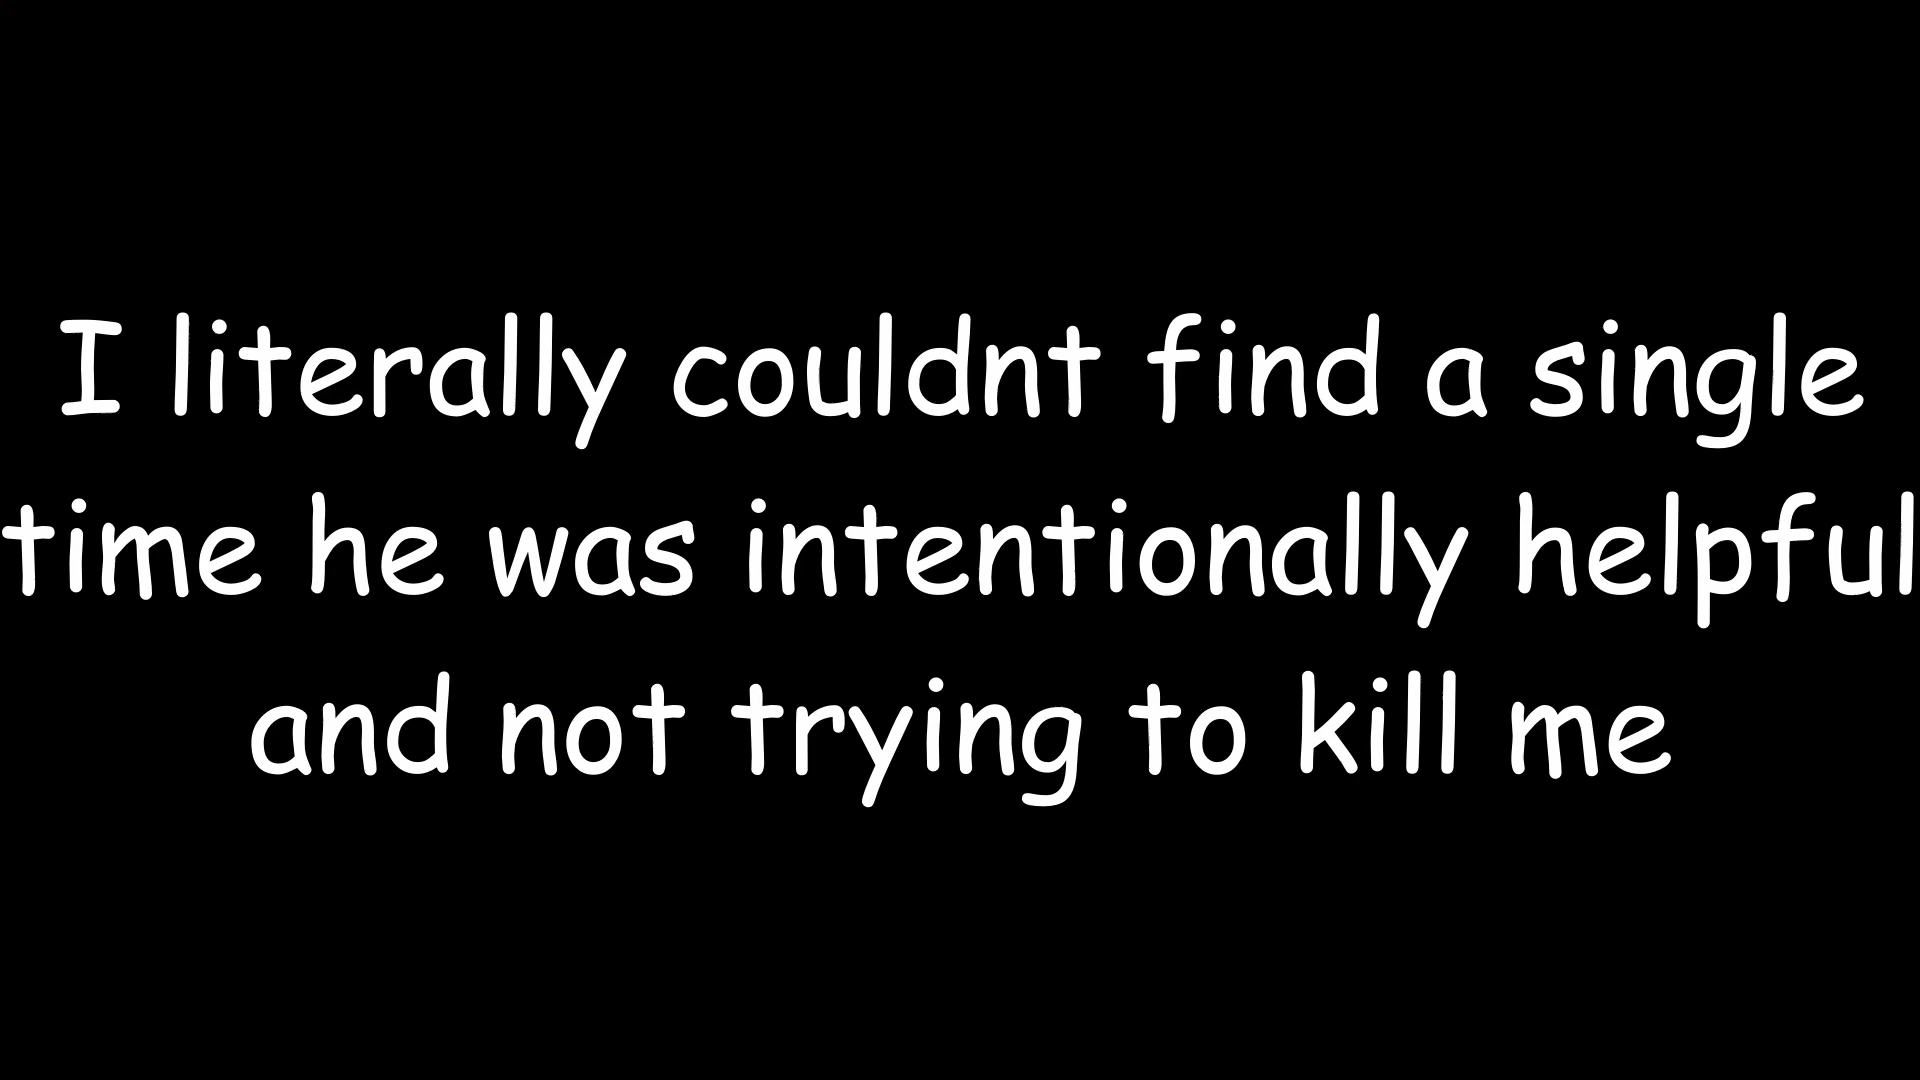 I literally couldnt find a single
time he was intentionally helpful
and not trying to kill me